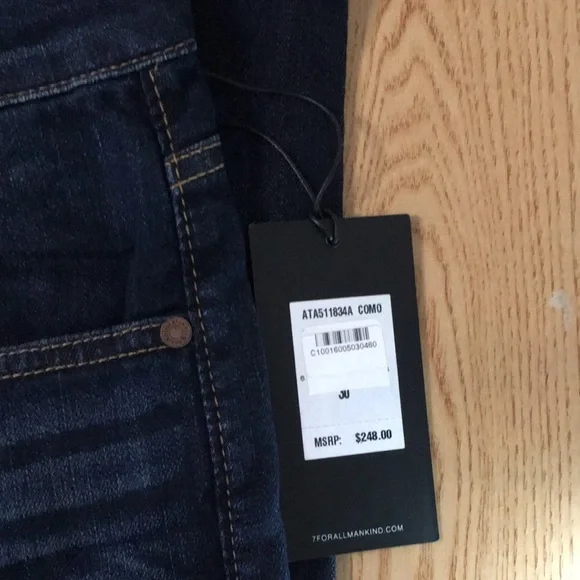 ATA511834A COMO
C10016005030460
30
MSRP: $248.00
7FORALLMANKIND.COM